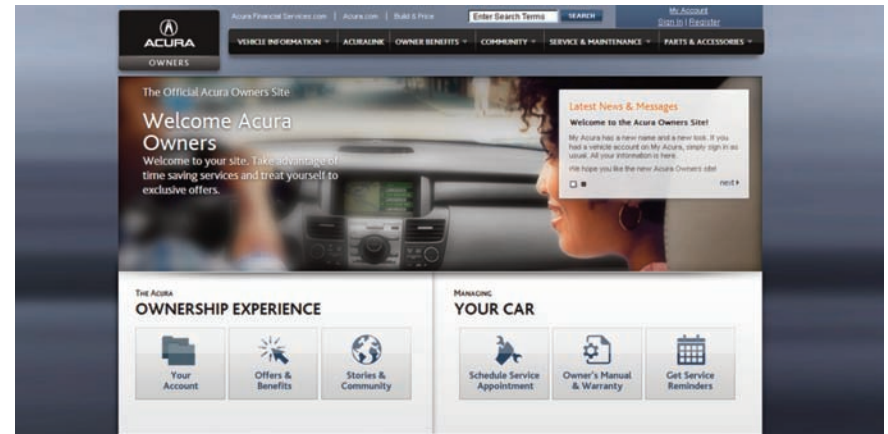 Acura Financial Services.com | Acura.com | Build & Price
Enter Search Terms
SEARCH
My Account
Sign In | Register
ACURA
OWNERS
VEHICLE INFORMATION
ACURALINK
OWNER BENEFITS
COMMUNITY
SERVICE & MAINTENANCE
PARTS & ACCESSORIES
The Official Acura Owners Site
Welcome Acura
Owners
Welcome to your site. Take advantage of
time saving services and treat yourself to
exclusive offers.
Latest News & Messages
Welcome to the Acura Owners Site!
My Acura has a new name and a new look. If you
had a vehicle account on My Acura, simply sign in as
usual. All your information is here.
We hope you like the new Acura Owners site!
next
THE ACURA
OWNERSHIP EXPERIENCE
Your
Account
Offers &
Benefits
Stories &
Community
MANAGING
YOUR CAR
Schedule Service
Appointment
Owner's Manual
& Warranty
Get Service
Reminders